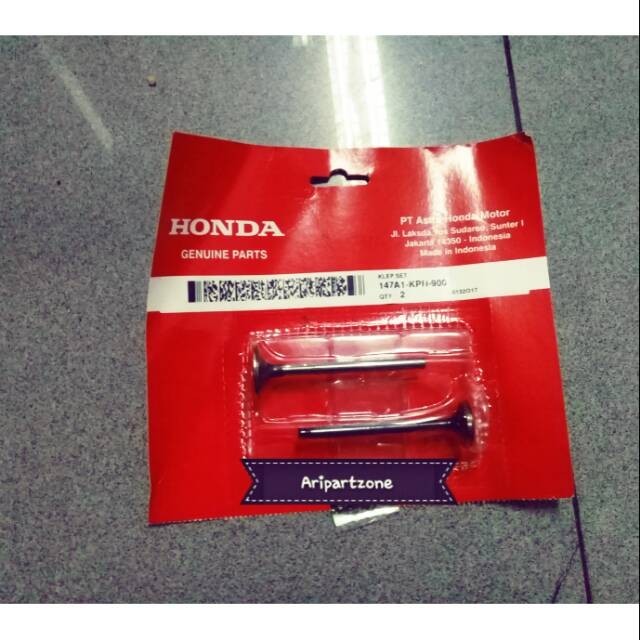 HONDA
GENUINE PARTS
PT Astra Honda Motor
Jl. Laksda Yos Sudarso, Sunter I
Jakarta 14350 - Indonesia
Made in Indonesia
KLEP SET
147A1-KPH-900
QTY 2
Aripartzone